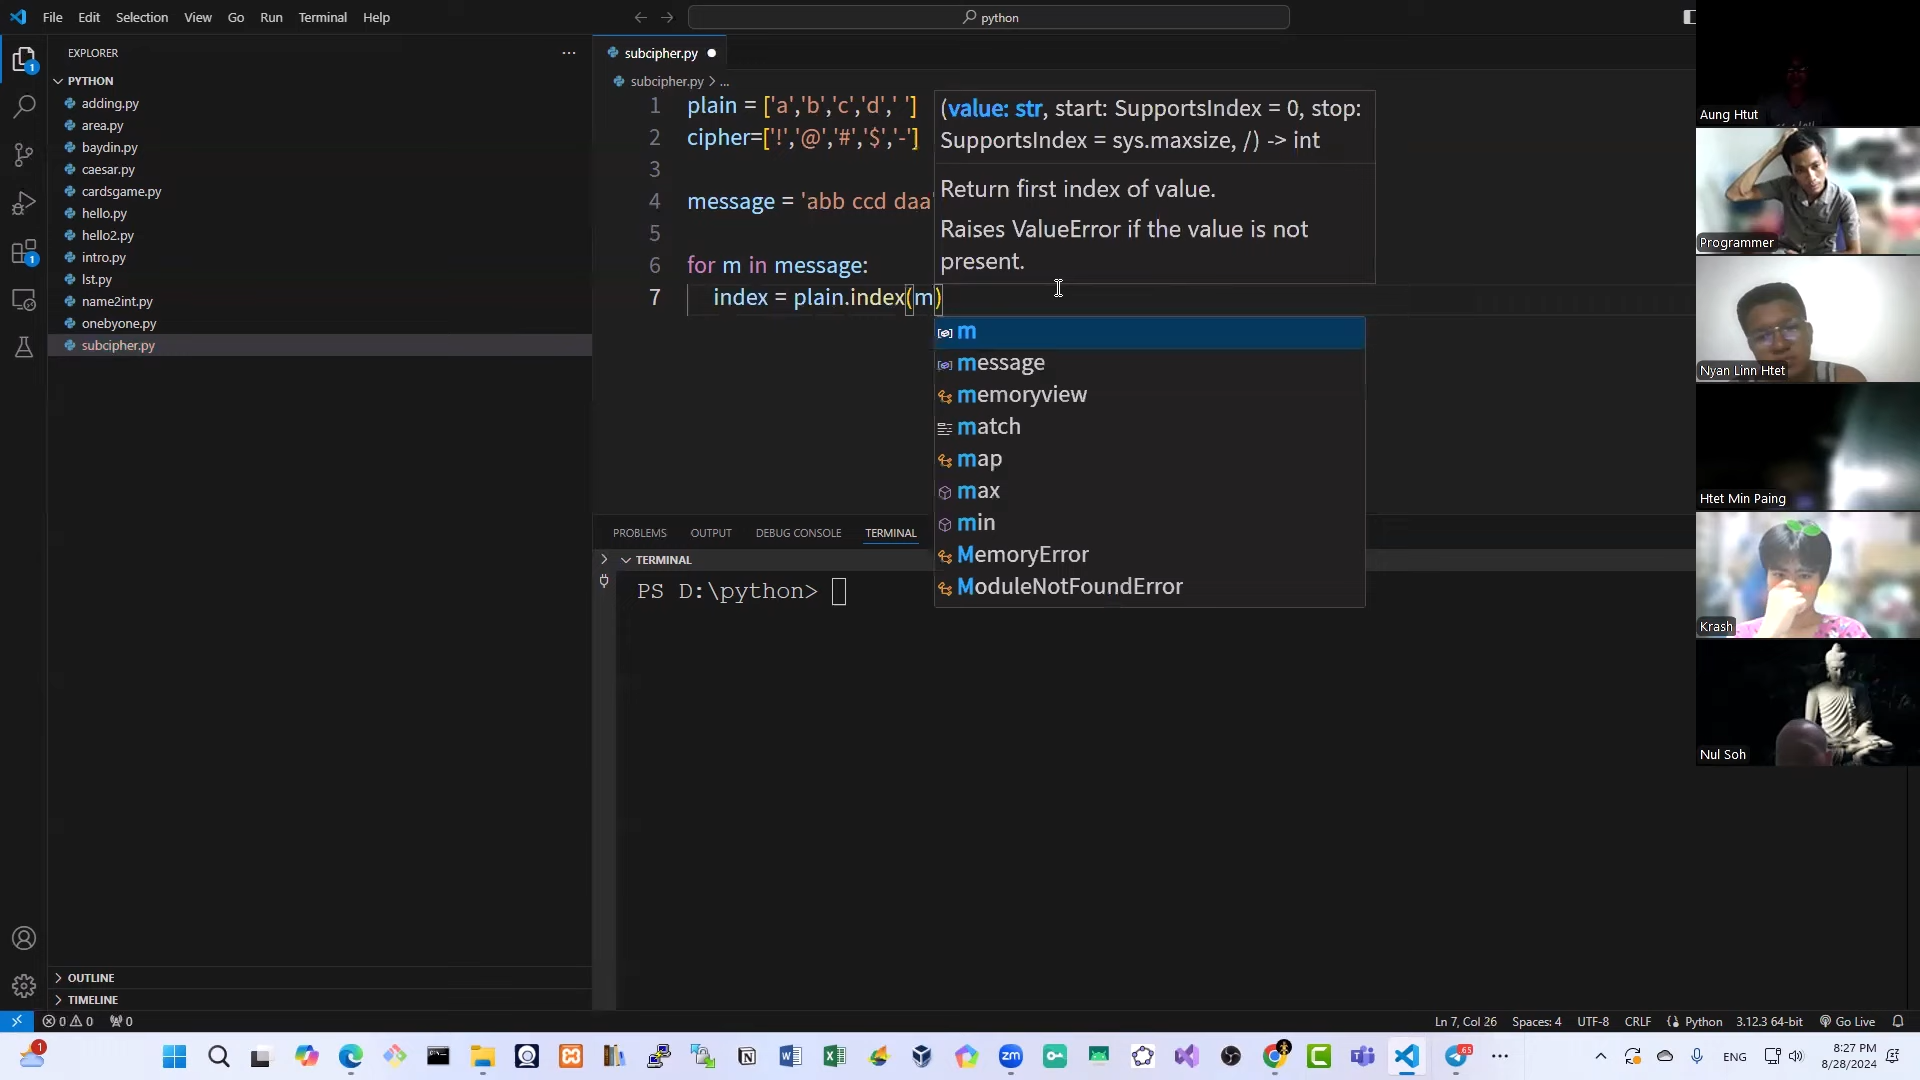 File Edit Selection View Go Run Terminal Help
python
EXPLORER
PYTHON
adding.py
area.py
baydin.py
caesar.py
cardsgame.py
hello.py
hello2.py
intro.py
lst.py
name2int.py
onebyone.py
subcipher.py
OUTLINE
TIMELINE
subcipher.py
subcipher.py > ...
1 plain = ['a','b','c','d',' ']
2 cipher=['!','@','#','$','-']
3
4 message = 'abb ccd daa'
5
6 for m in message:
7 index = plain.index(m)
(value: str, start: SupportsIndex = 0, stop:
SupportsIndex = sys.maxsize, /) -> int
Return first index of value.
Raises ValueError if the value is not
present.
m
message
memoryview
match
map
max
min
MemoryError
ModuleNotFoundError
PROBLEMS OUTPUT DEBUG CONSOLE TERMINAL
TERMINAL
PS D:\python>
Aung Htut
Programmer
Nyan Linn Htet
Htet Min Paing
Krash
Nul Soh
0 0 0
Ln 7, Col 26 Spaces: 4 UTF-8 CRLF Python 3.12.3 64-bit Go Live
ENG
8:27 PM
8/28/2024